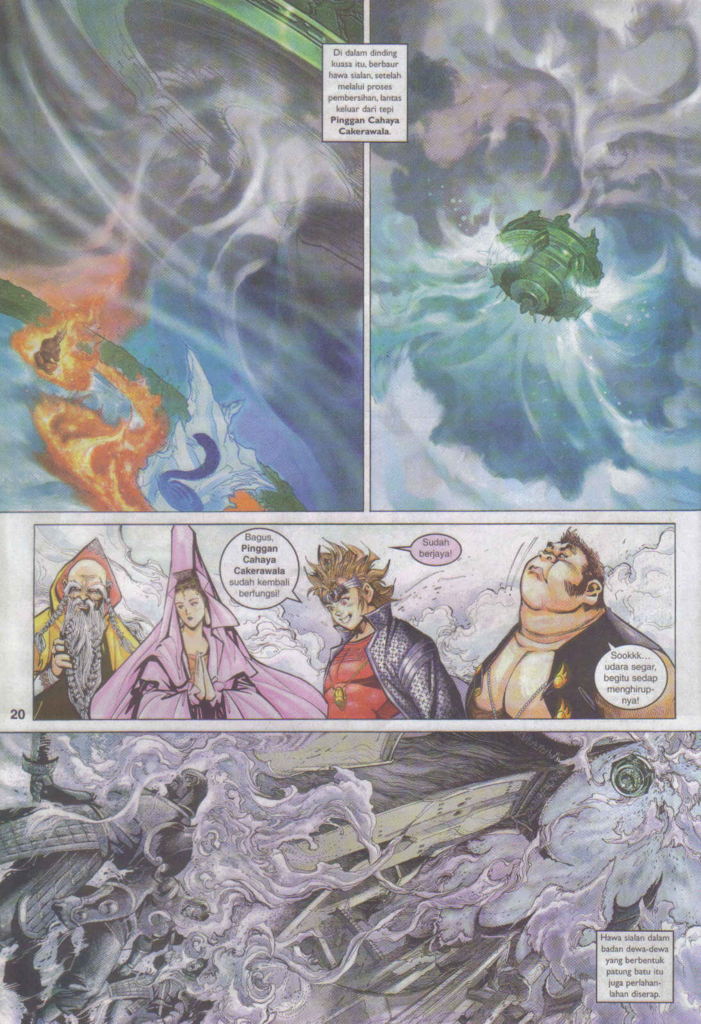 Di dalam dinding
kuasa itu, berbaur
hawa sialan, setelah
melalui proses
pembersihan, lantas
keluar dari tepi
Pinggan Cahaya
Cakerawala.
Bagus,
Pinggan
Cahaya
Cakerawala
sudah kembali
berfungsi!
Sudah
berjaya!
Sookkk...
udara segar,
begitu sedap
menghirup-
nya!
20
Hawa sialan dalam
badan dewa-dewa
yang berbentuk
patung batu itu
juga perlahan-
lahan diserap.